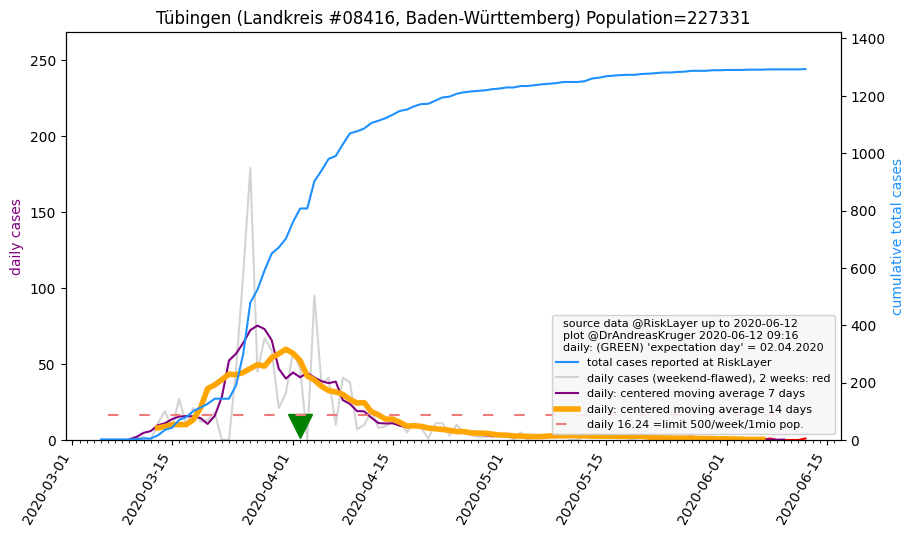 Tübingen (Landkreis #08416, Baden-Württemberg) Population=227331
daily cases
250
200
150
100
50
0
1400
1200
1000
800
600
400
200
0
cumulative total cases
source data @RiskLayer up to 2020-06-12
plot @DrAndreasKruger 2020-06-12 09:16
daily: (GREEN) 'expectation day' = 02.04.2020
total cases reported at RiskLayer
daily cases (weekend-flawed), 2 weeks: red
daily: centered moving average 7 days
daily: centered moving average 14 days
daily 16.24 =limit 500/week/1mio pop.
2020-03-01
2020-03-15
2020-04-01
2020-04-15
2020-05-01
2020-05-15
2020-06-01
2020-06-15